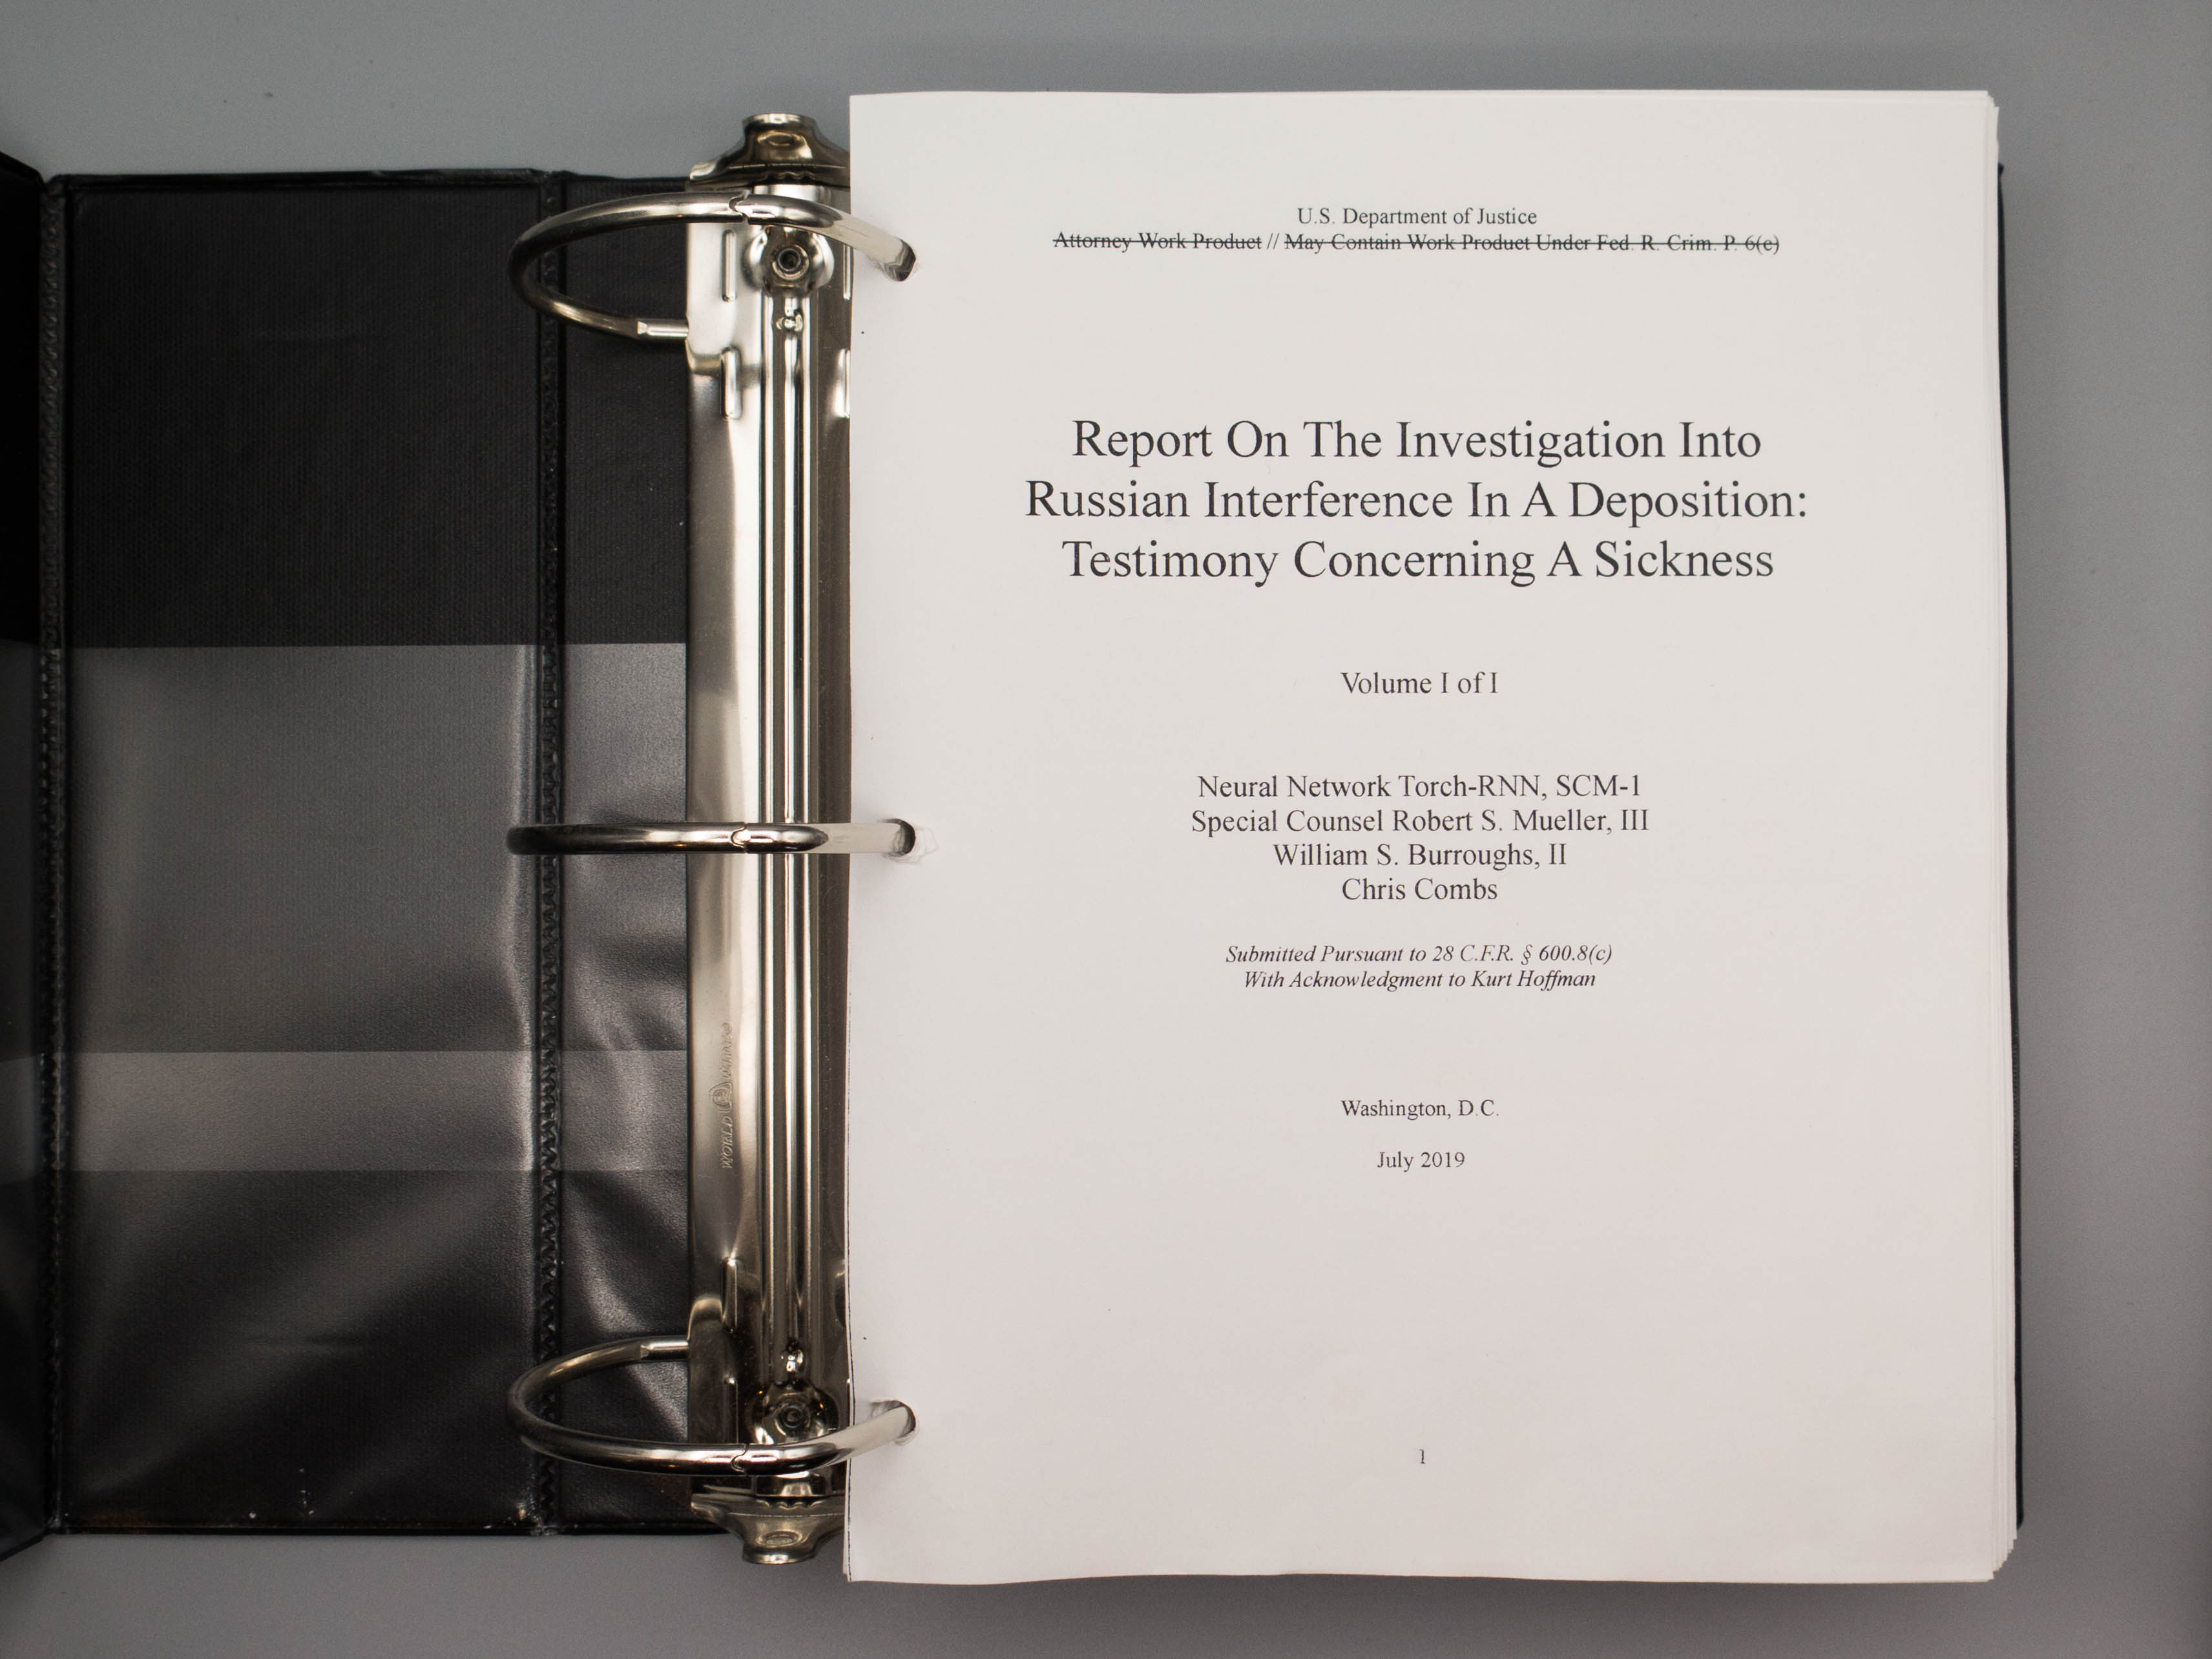 U.S. Department of Justice
Attorney Work Product // May Contain Work Product Under Fed. R. Crim. P. 6(e)
Report On The Investigation Into
Russian Interference In A Deposition:
Testimony Concerning A Sickness
Volume I of I
Neural Network Torch-RNN, SCM-1
Special Counsel Robert S. Mueller, III
William S. Burroughs, II
Chris Combs
Submitted Pursuant to 28 C.F.R. § 600.8(c)
With Acknowledgment to Kurt Hoffman
Washington, D.C.
July 2019
1
WORLD